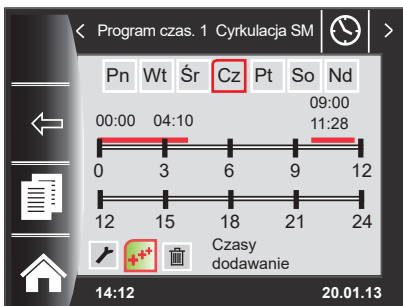 Program czas. 1 Cyrkulacja SM
Pn Wt Śr Cz Pt So Nd
09:00
00:00 04:10 11:28
0 3 6 9 12
12 15 18 21 24
Czasy
dodawanie
14:12 20.01.13